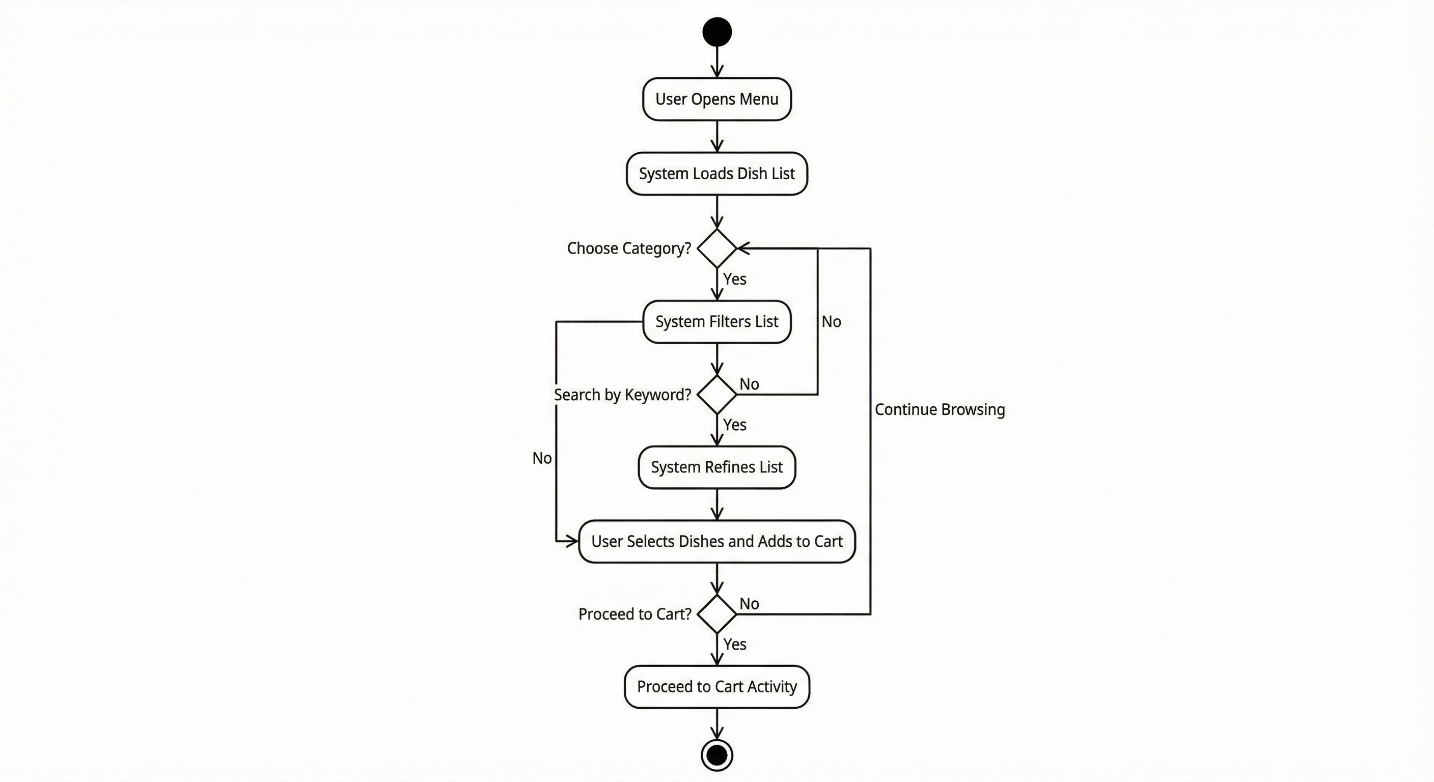 User Opens Menu
System Loads Dish List
Choose Category?
Yes
System Filters List
No
Search by Keyword?
No
Yes
Continue Browsing
No
System Refines List
User Selects Dishes and Adds to Cart
Proceed to Cart?
No
Yes
Proceed to Cart Activity